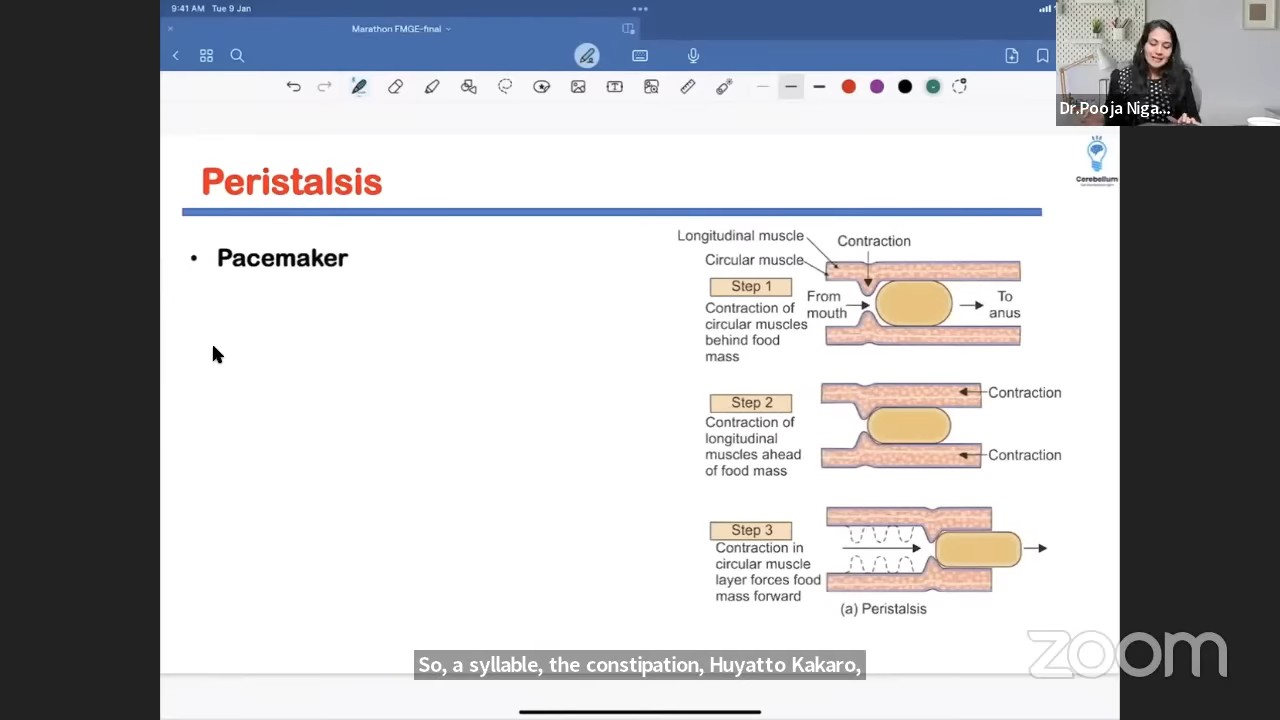 9:41 AM Tue 9 Jan
Marathon FMGE-final
Dr.Pooja Niga...
Cerebellum
Peristalsis
• Pacemaker
Longitudinal muscle
Contraction
Circular muscle
Step 1
From mouth
To anus
Contraction of
circular muscles
behind food
mass
Step 2
Contraction
Contraction of
longitudinal
muscles ahead
of food mass
Contraction
Step 3
Contraction in
circular muscle
layer forces food
mass forward
(a) Peristalsis
zoom
So, a syllable, the constipation, Huyatto Kakaro,